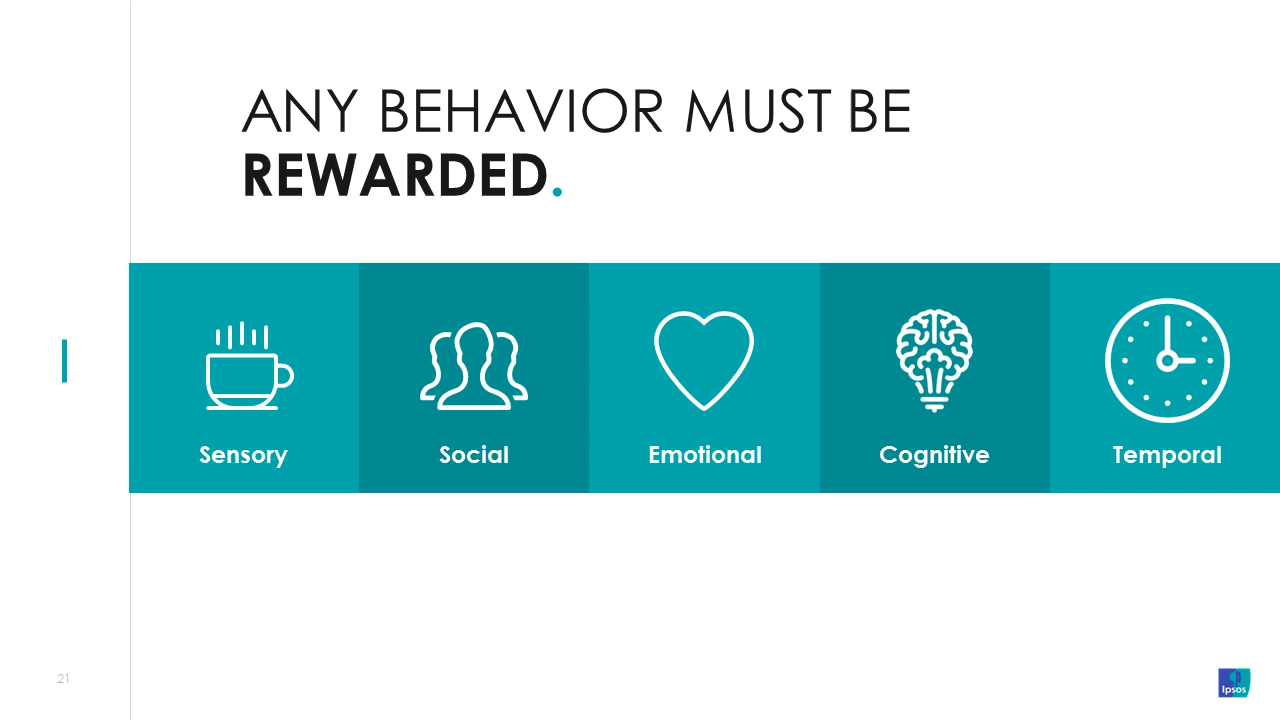 ANY BEHAVIOR MUST BE
REWARDED.
Sensory
Social
Emotional
Cognitive
Temporal
21
Ipsos